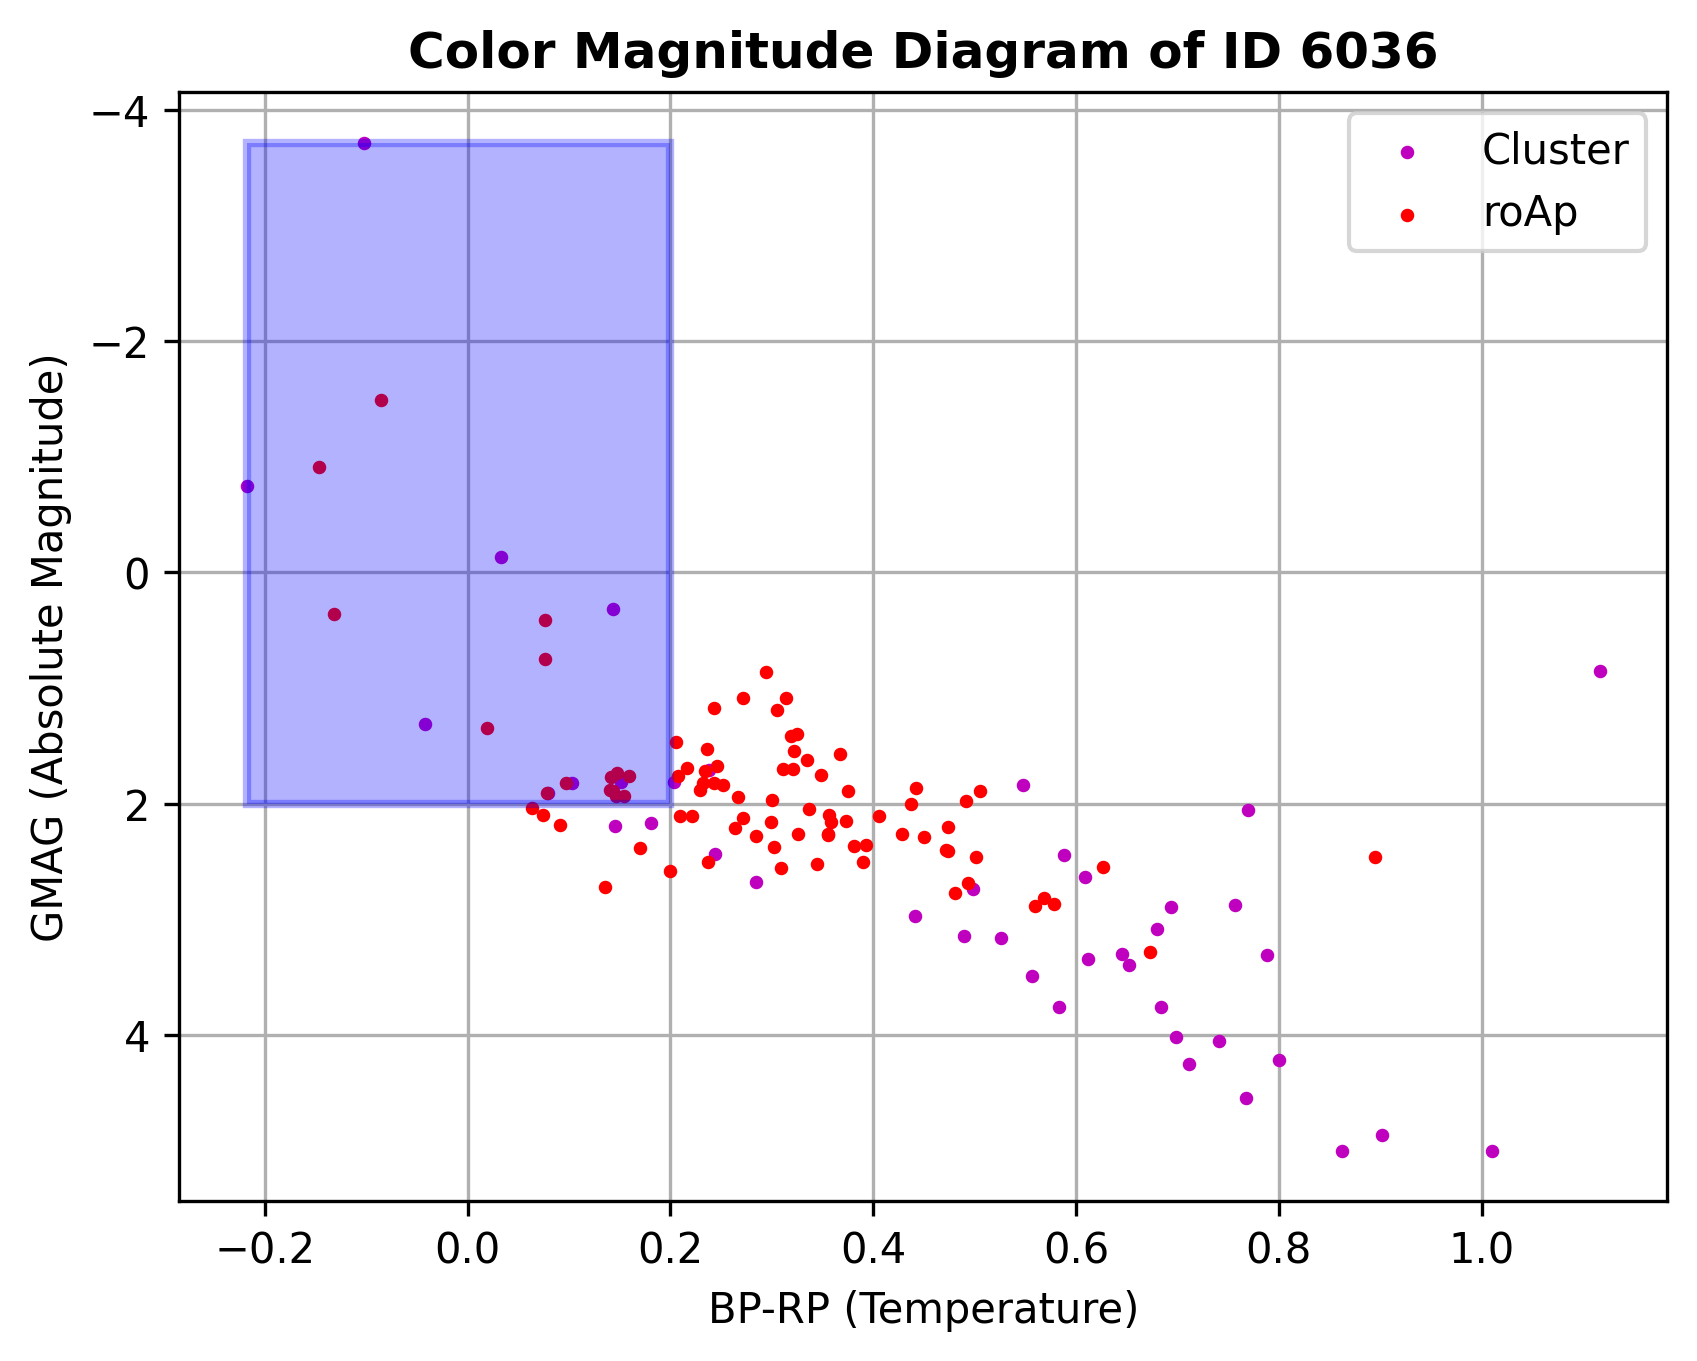 Color Magnitude Diagram of ID 6036
GMAG (Absolute Magnitude)
−4
−2
0
2
4
Cluster
roAp
−0.2 0.0 0.2 0.4 0.6 0.8 1.0
BP-RP (Temperature)